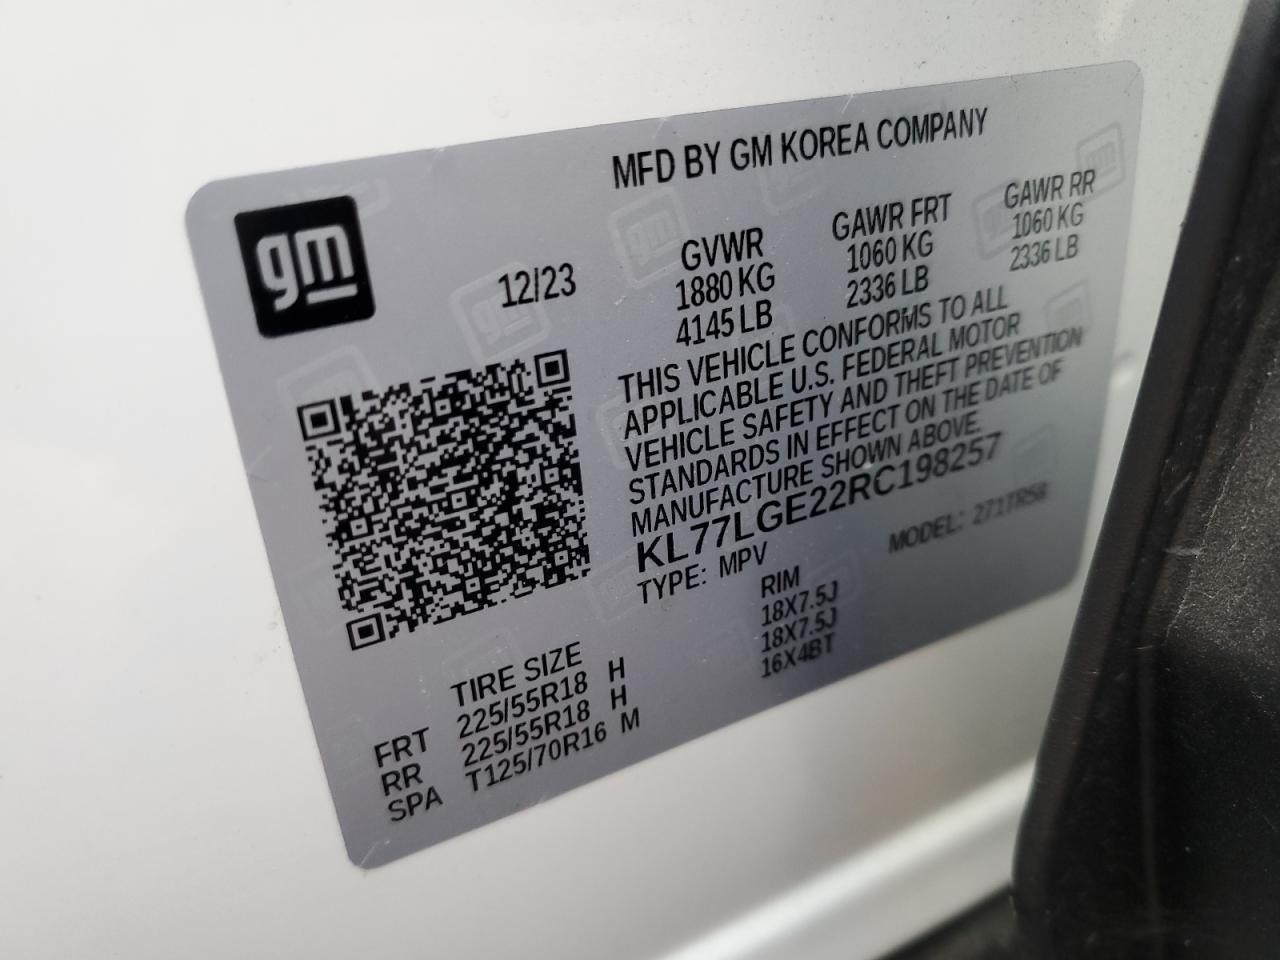 gm
MFD BY GM KOREA COMPANY
12/23
GVWR
1880 KG
4145 LB
GAWR FRT
1060 KG
2336 LB
GAWR RR
1060 KG
2336 LB
THIS VEHICLE CONFORMS TO ALL
APPLICABLE U.S. FEDERAL MOTOR
VEHICLE SAFETY AND THEFT PREVENTION
STANDARDS IN EFFECT ON THE DATE OF
MANUFACTURE SHOWN ABOVE.
KL77LGE22RC198257
TYPE: MPV
MODEL: 271TR58
TIRE SIZE
RIM
FRT 225/55R18 H 18X7.5J
RR 225/55R18 H 18X7.5J
SPA T125/70R16 M 16X4BT